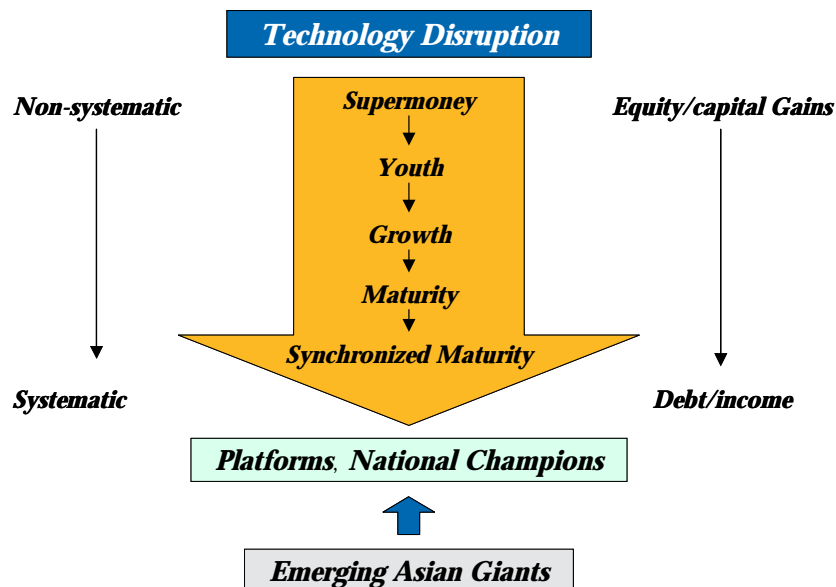 Technology Disruption
Non-systematic
Supermoney
Equity/capital Gains
Youth
Growth
Maturity
Synchronized Maturity
Systematic
Debt/income
Platforms, National Champions
Emerging Asian Giants